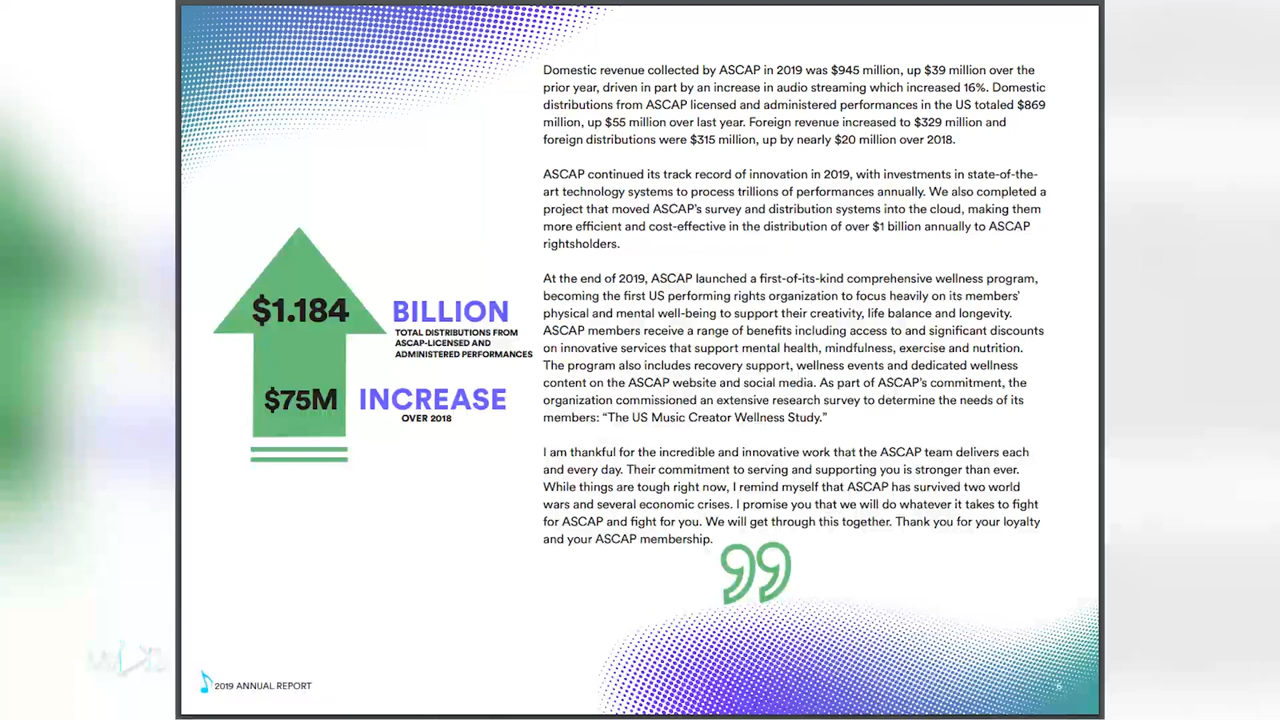 Domestic revenue collected by ASCAP in 2019 was $945 million, up $39 million over the
prior year, driven in part by an increase in audio streaming which increased 16%. Domestic
distributions from ASCAP licensed and administered performances in the US totaled $869
million, up $55 million over last year. Foreign revenue increased to $329 million and
foreign distributions were $315 million, up by nearly $20 million over 2018.
ASCAP continued its track record of innovation in 2019, with investments in state-of-the-
art technology systems to process trillions of performances annually. We also completed a
project that moved ASCAP's survey and distribution systems into the cloud, making them
more efficient and cost-effective in the distribution of over $1 billion annually to ASCAP
rightsholders.
At the end of 2019, ASCAP launched a first-of-its-kind comprehensive wellness program,
becoming the first US performing rights organization to focus heavily on its members'
physical and mental well-being to support their creativity, life balance and longevity.
ASCAP members receive a range of benefits including access to and significant discounts
on innovative services that support mental health, mindfulness, exercise and nutrition.
The program also includes recovery support, wellness events and dedicated wellness
content on the ASCAP website and social media. As part of ASCAP's commitment, the
organization commissioned an extensive research survey to determine the needs of its
members: “The US Music Creator Wellness Study.”
I am thankful for the incredible and innovative work that the ASCAP team delivers each
and every day. Their commitment to serving and supporting you is stronger than ever.
While things are tough right now, I remind myself that ASCAP has survived two world
wars and several economic crises. I promise you that we will do whatever it takes to fight
for ASCAP and fight for you. We will get through this together. Thank you for your loyalty
and your ASCAP membership.
”
$1.184 BILLION
TOTAL DISTRIBUTIONS FROM
ASCAP-LICENSED AND
ADMINISTERED PERFORMANCES
$75M INCREASE
OVER 2018
2019 ANNUAL REPORT
6